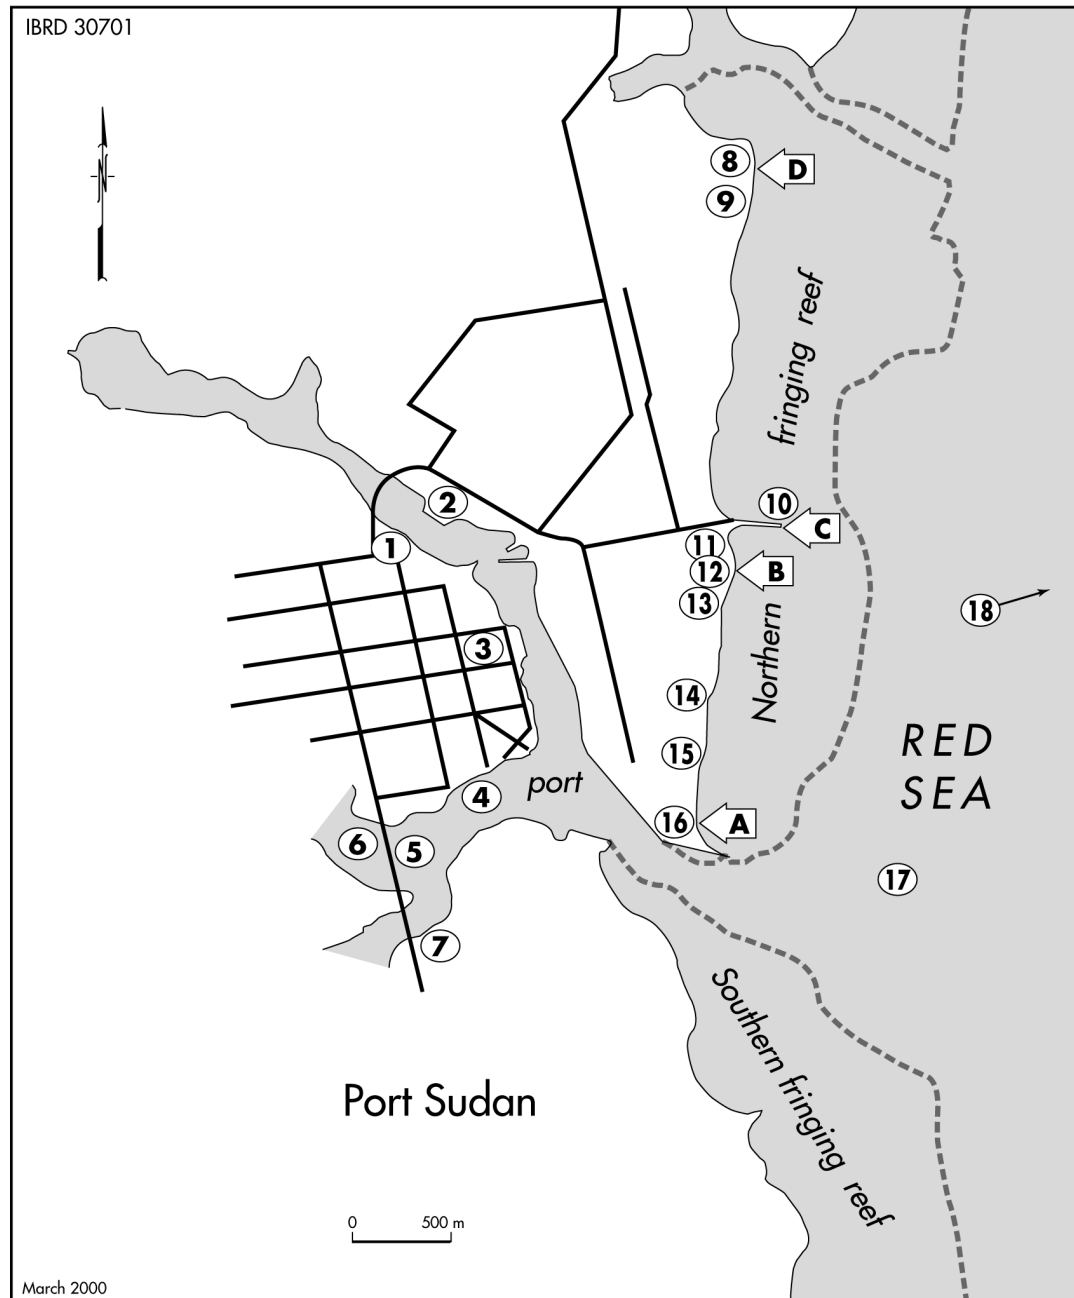 IBRD 30701
N
8
D
9
fringing reef
2
10
C
1
11
12
B
13
18
3
Northern
14
RED
SEA
15
port
4
16
A
6
5
17
7
Southern fringing reef
Port Sudan
0 500 m
March 2000